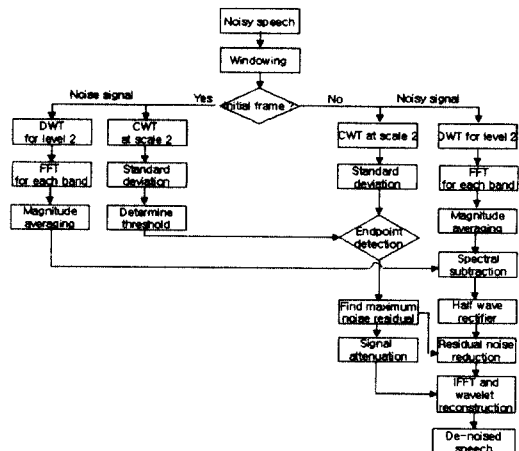 Noisy speech
Windowing
Initial frame ?
Noise signal
Yes
No
Noisy signal
DWT
for level 2
CWT
at scale 2
CWT at scale 2
DWT for level 2
FFT
for each band
Standard
deviation
Standard
deviation
FFT
for each band
Magnitude
averaging
Determine
threshold
Endpoint
detection
Magnitude
averaging
Spectral
subtraction
Find maximum
noise residual
Half wave
rectifier
Signal
attenuation
Residual noise
reduction
IFFT and
wavelet
reconstruction
De-noised
speech